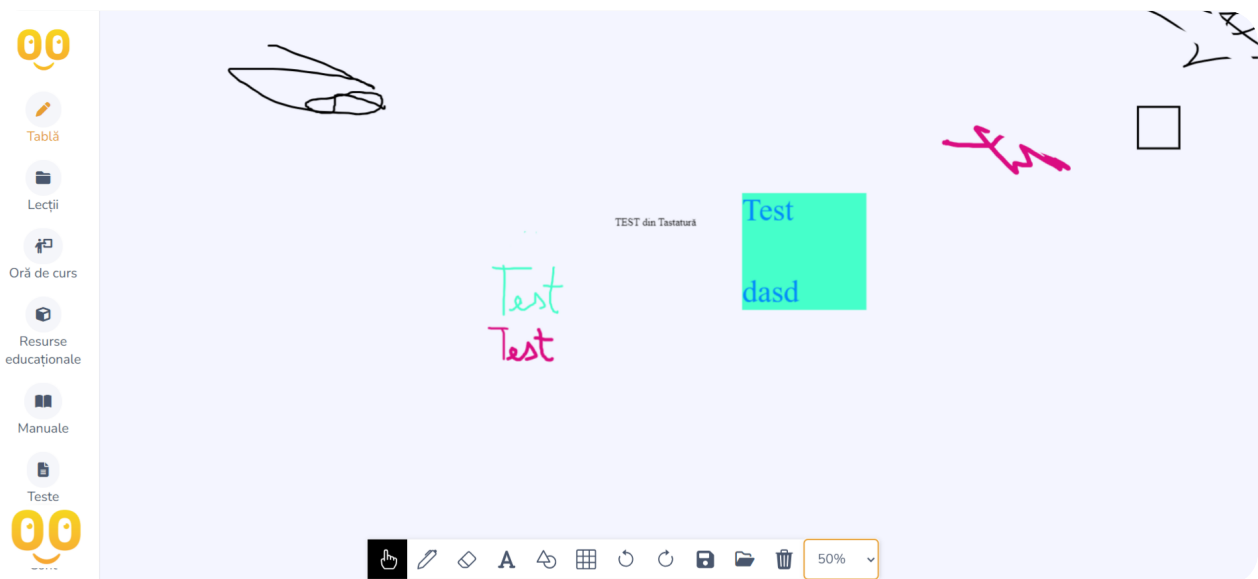 Tablă
Lecții
Oră de curs
Resurse
educaționale
Manuale
Teste
TEST din Tastatură
Test
dasd
Test
Test
50%